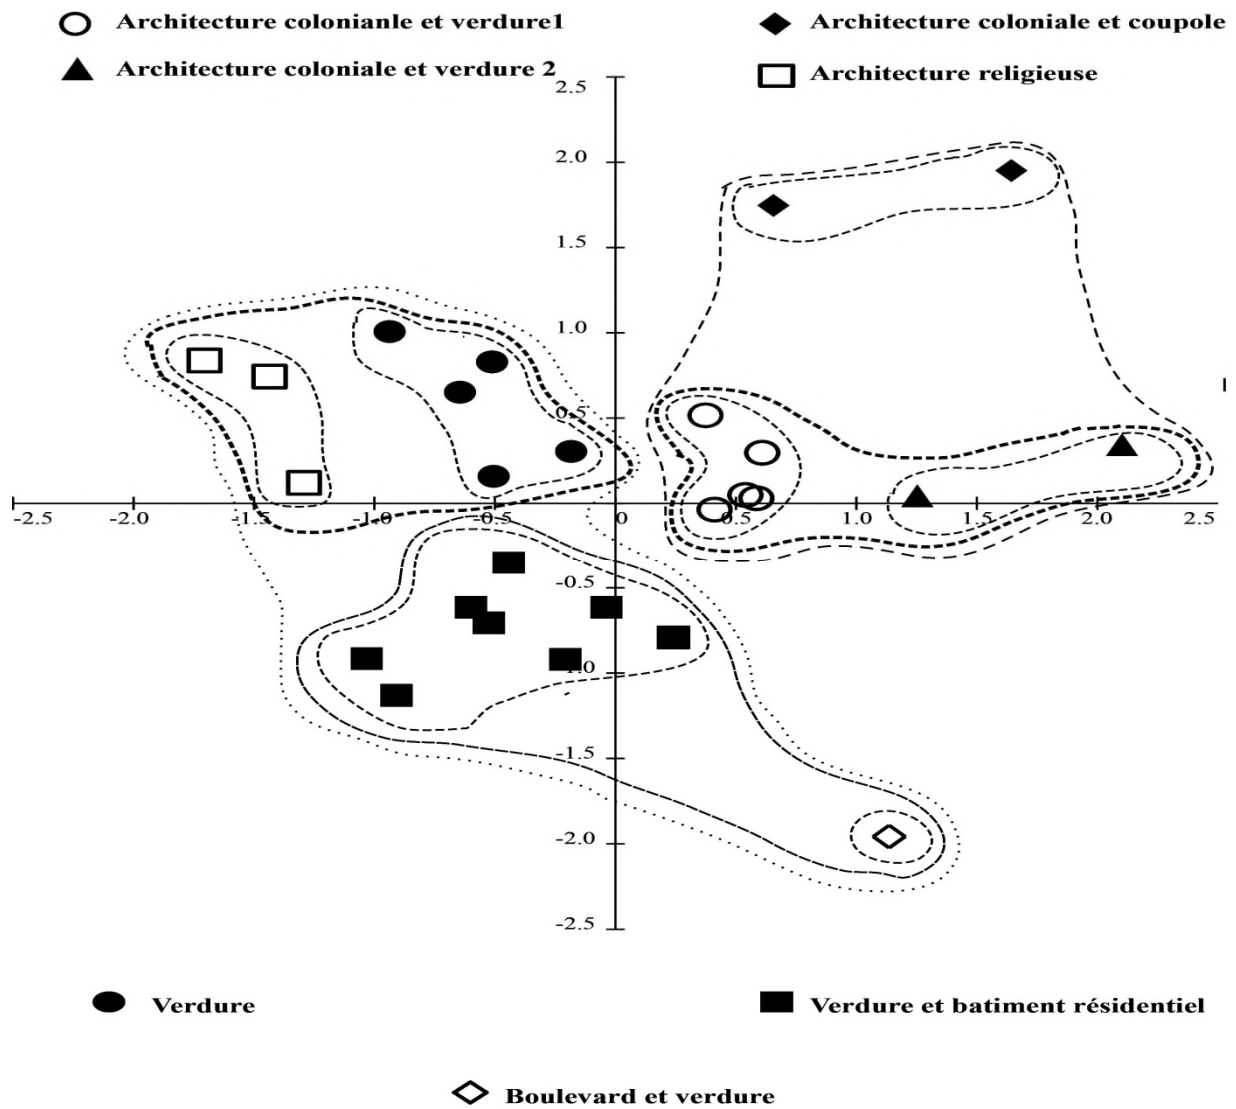 Architecture colonianle et verdure1
Architecture coloniale et coupole
Architecture coloniale et verdure 2
Architecture religieuse
2.5
2.0
1.5
1.0
0.5
-2.5 -2.0 -1.5 -1.0 -0.5 0 0.5 1.0 1.5 2.0 2.5
-0.5
-1.0
-1.5
-2.0
-2.5
Verdure
Verdure et batiment résidentiel
Boulevard et verdure